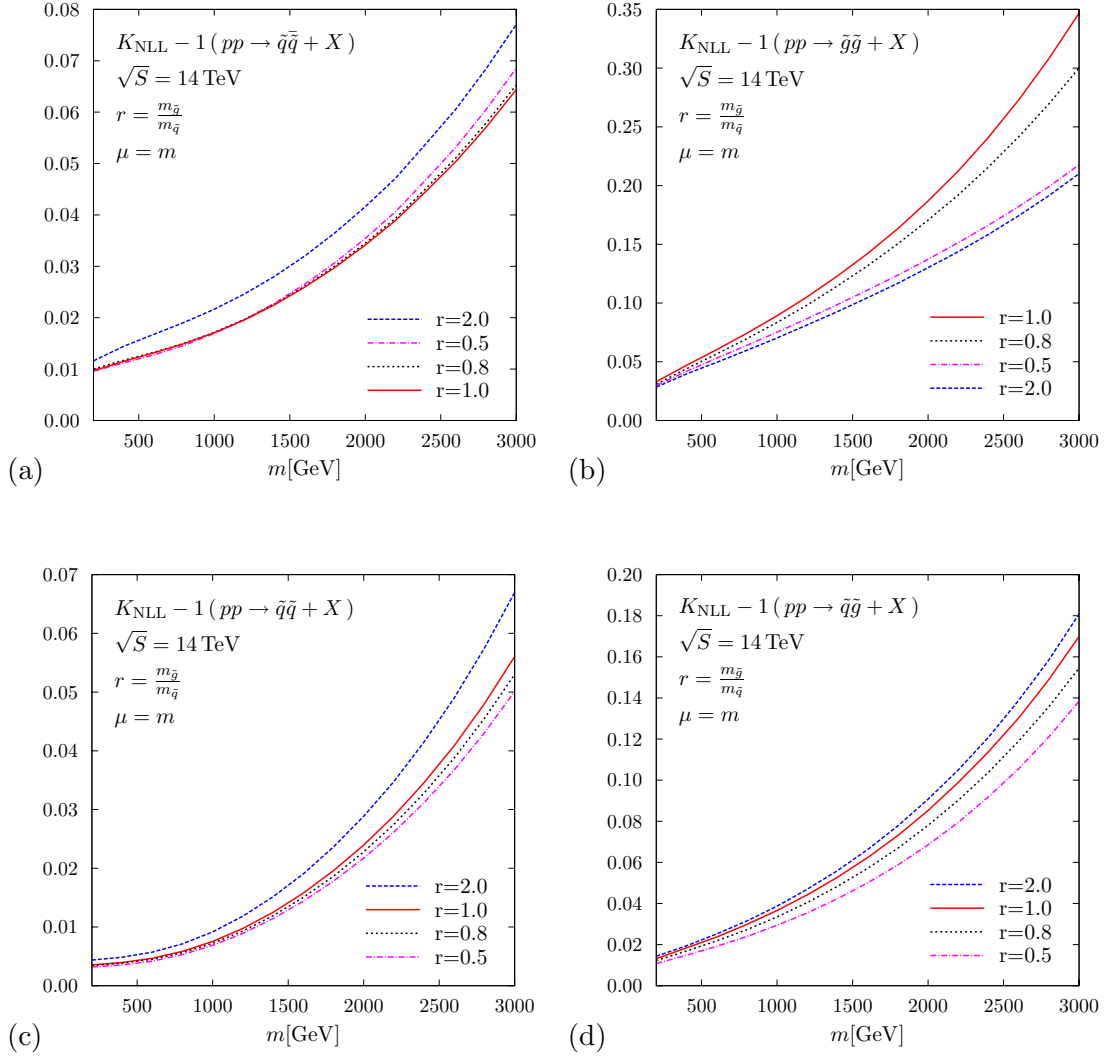 0.08
0.07
0.06
0.05
0.04
0.03
0.02
0.01
0.00
K_NLL − 1 ( pp → q̃q̃̄ + X )
√S = 14 TeV
r = m_g̃/m_q̃
μ = m
r=2.0
r=0.5
r=0.8
r=1.0
500 1000 1500 2000 2500 3000
m[GeV]
(a)
0.35
0.30
0.25
0.20
0.15
0.10
0.05
0.00
K_NLL − 1 ( pp → g̃g̃ + X )
√S = 14 TeV
r = m_g̃/m_q̃
μ = m
r=1.0
r=0.8
r=0.5
r=2.0
500 1000 1500 2000 2500 3000
m[GeV]
(b)
0.07
0.06
0.05
0.04
0.03
0.02
0.01
0.00
K_NLL − 1 ( pp → q̃q̃ + X )
√S = 14 TeV
r = m_g̃/m_q̃
μ = m
r=2.0
r=1.0
r=0.8
r=0.5
500 1000 1500 2000 2500 3000
m[GeV]
(c)
0.20
0.18
0.16
0.14
0.12
0.10
0.08
0.06
0.04
0.02
0.00
K_NLL − 1 ( pp → q̃g̃ + X )
√S = 14 TeV
r = m_g̃/m_q̃
μ = m
r=2.0
r=1.0
r=0.8
r=0.5
500 1000 1500 2000 2500 3000
m[GeV]
(d)